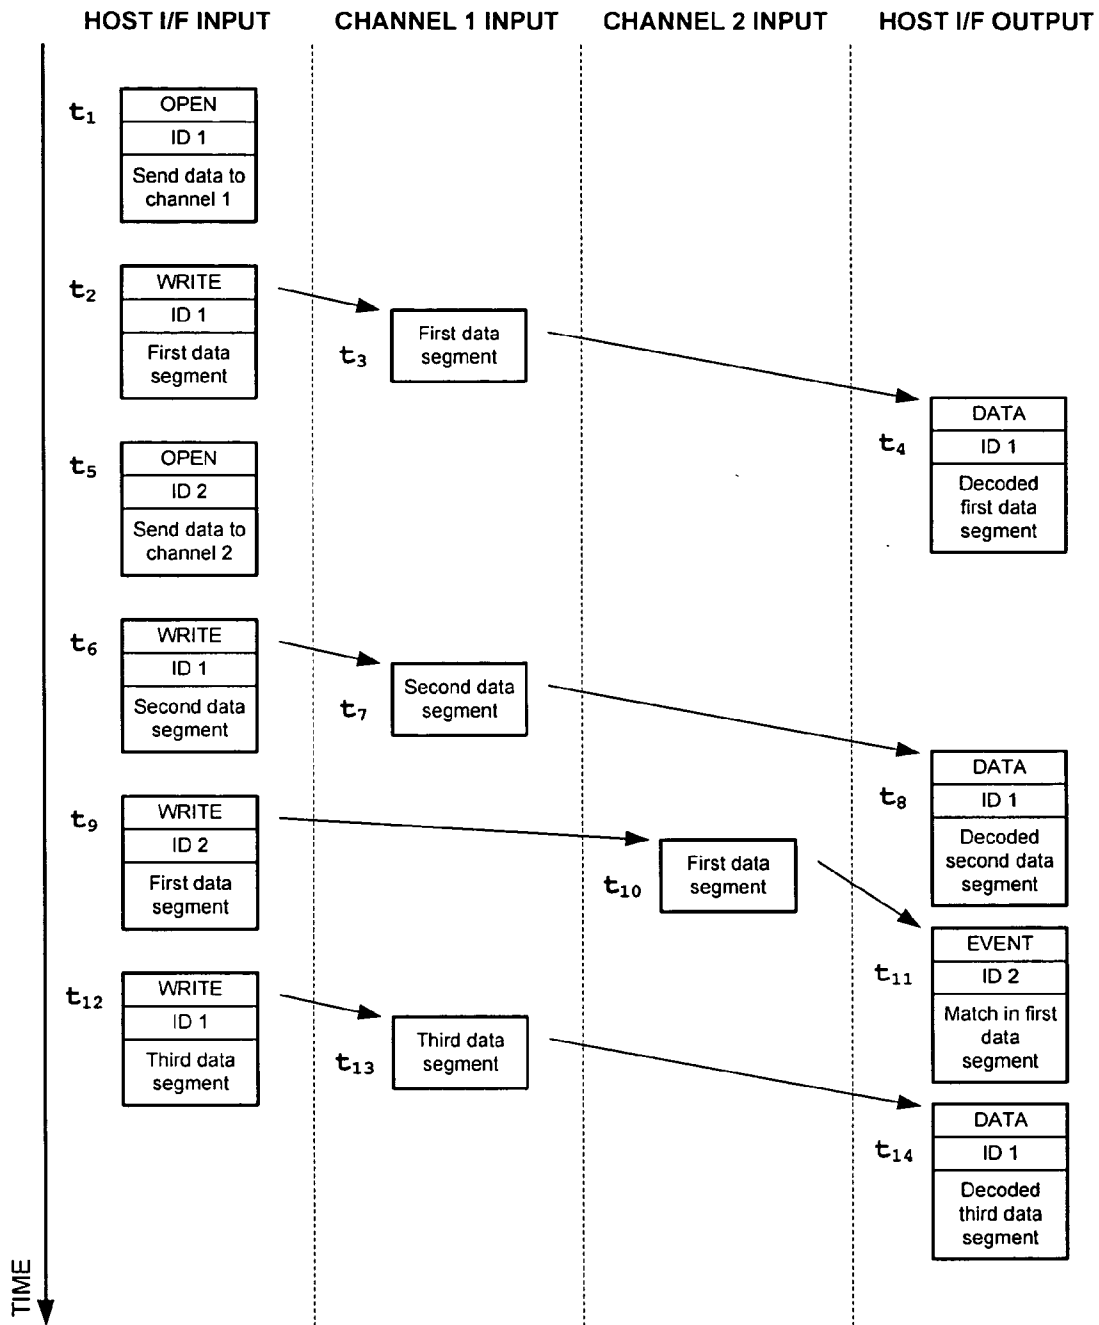 HOST I/F INPUT
CHANNEL 1 INPUT
CHANNEL 2 INPUT
HOST I/F OUTPUT
t1
OPEN
ID 1
Send data to
channel 1
t2
WRITE
ID 1
First data
segment
t3
First data
segment
t4
DATA
ID 1
Decoded
first data
segment
t5
OPEN
ID 2
Send data to
channel 2
t6
WRITE
ID 1
Second data
segment
t7
Second data
segment
t8
DATA
ID 1
Decoded
second data
segment
t9
WRITE
ID 2
First data
segment
t10
First data
segment
t11
EVENT
ID 2
Match in first
data
segment
t12
WRITE
ID 1
Third data
segment
t13
Third data
segment
t14
DATA
ID 1
Decoded
third data
segment
TIME